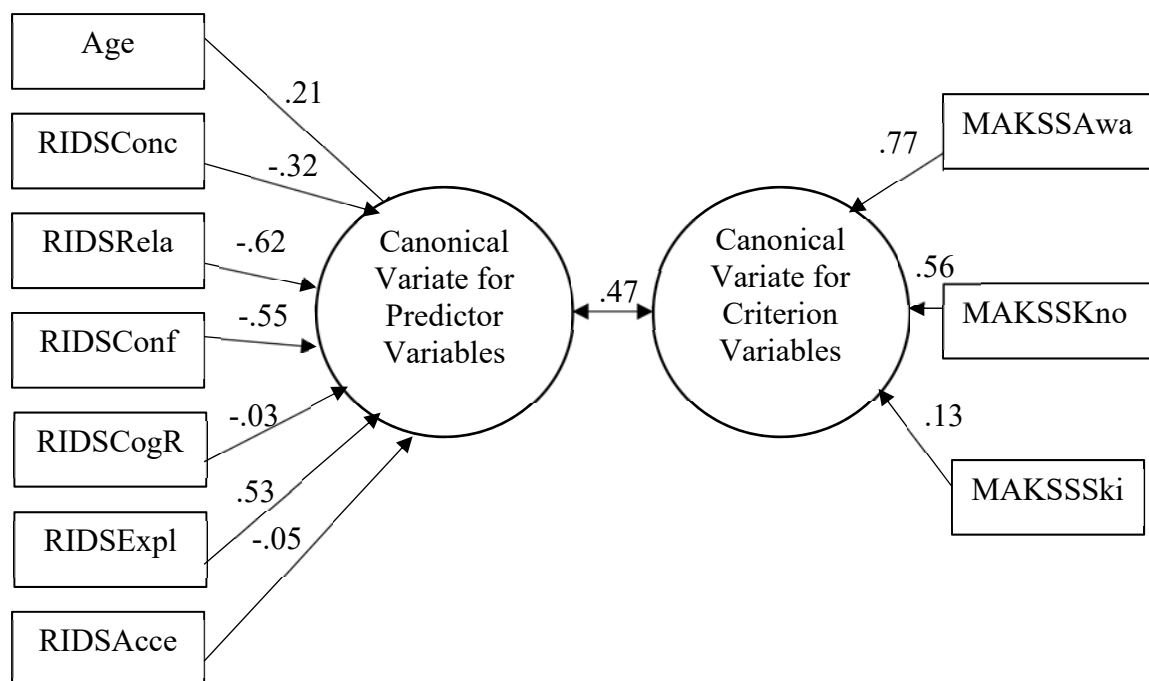 Age
.21
RIDSConc
-.32
RIDSRela
-.62
RIDSConf
-.55
RIDSCogR
-.03
RIDSExpl
.53
RIDSAcce
-.05
Canonical
Variate for
Predictor
Variables
.47
Canonical
Variate for
Criterion
Variables
.77
MAKSSAwa
.56
MAKSSKno
.13
MAKSSSki